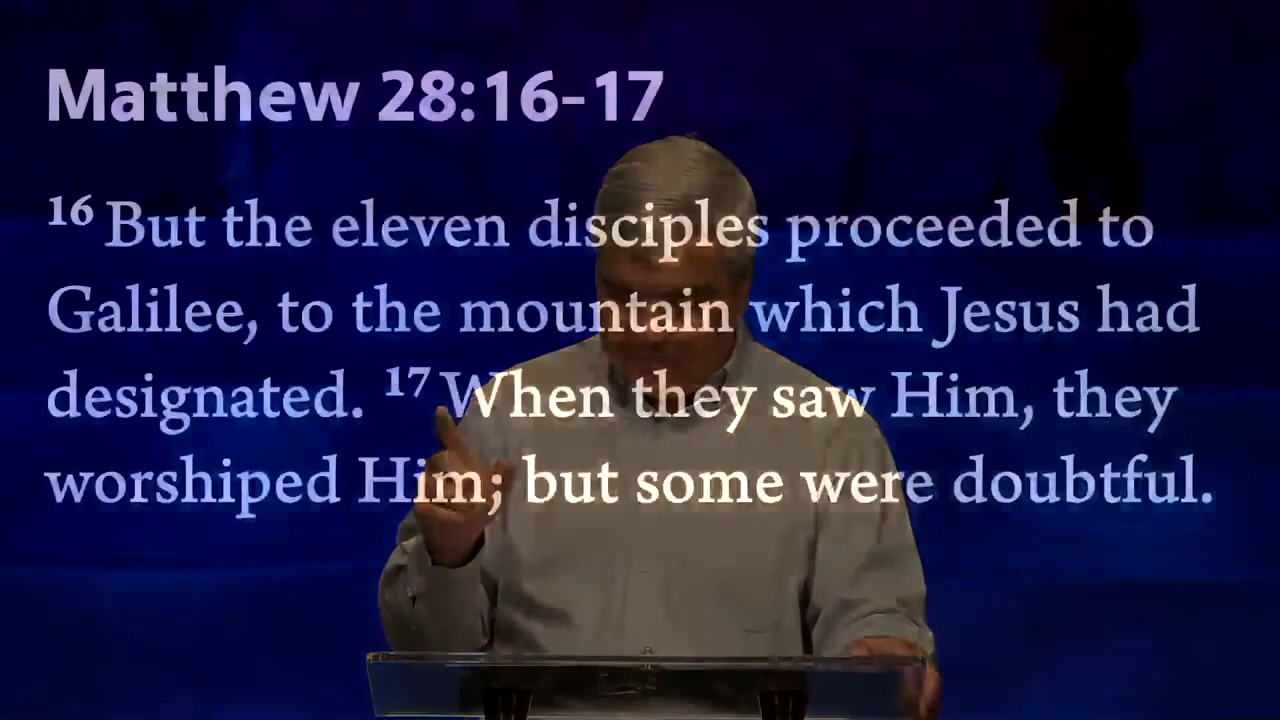 Matthew 28:16-17
16 But the eleven disciples proceeded to
Galilee, to the mountain which Jesus had
designated. 17 When they saw Him, they
worshiped Him; but some were doubtful.